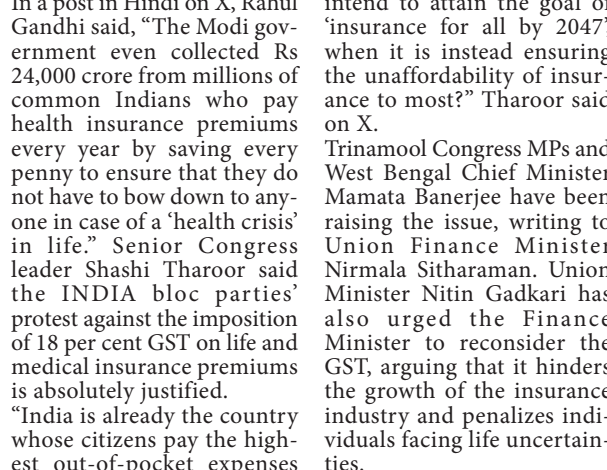 In a post in Hindi on X, Rahul
Gandhi said, “The Modi gov-
ernment even collected Rs
24,000 crore from millions of
common Indians who pay
health insurance premiums
every year by saving every
penny to ensure that they do
not have to bow down to any-
one in case of a ‘health crisis’
in life.” Senior Congress
leader Shashi Tharoor said
the INDIA bloc parties’
protest against the imposition
of 18 per cent GST on life and
medical insurance premiums
is absolutely justified.
“India is already the country
whose citizens pay the high-
est out-of-pocket expenses
intend to attain the goal of
‘insurance for all by 2047’,
when it is instead ensuring
the unaffordability of insur-
ance to most?” Tharoor said
on X.
Trinamool Congress MPs and
West Bengal Chief Minister
Mamata Banerjee have been
raising the issue, writing to
Union Finance Minister
Nirmala Sitharaman. Union
Minister Nitin Gadkari has
also urged the Finance
Minister to reconsider the
GST, arguing that it hinders
the growth of the insurance
industry and penalizes indi-
viduals facing life uncertain-
ties.